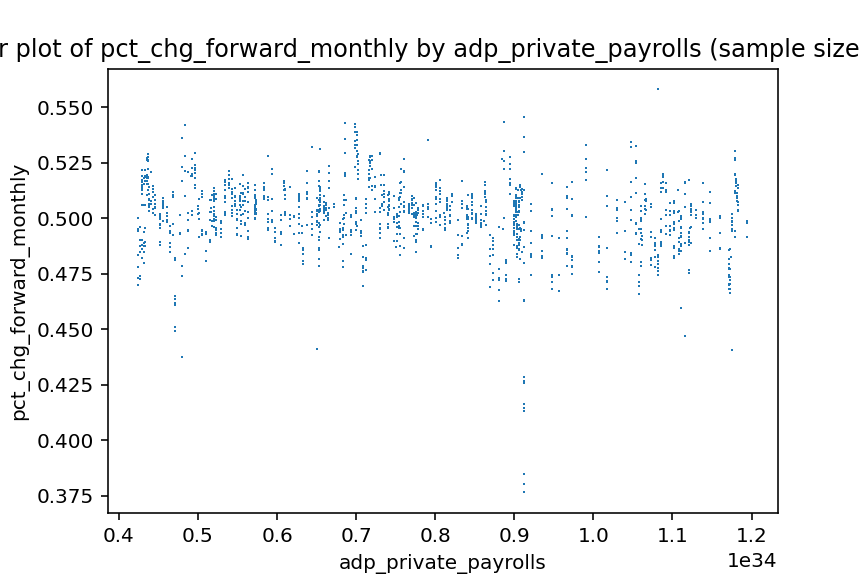 r plot of pct_chg_forward_monthly by adp_private_payrolls (sample size
0.550
0.525
0.500
0.475
0.450
0.425
0.400
0.375
pct_chg_forward_monthly
0.4 0.5 0.6 0.7 0.8 0.9 1.0 1.1 1.2
adp_private_payrolls
1e34